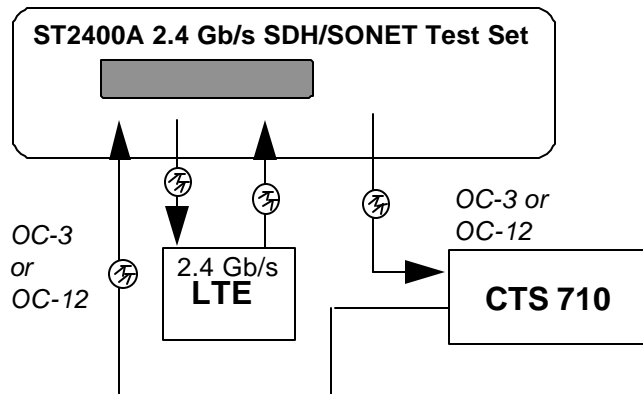 ST2400A 2.4 Gb/s SDH/SONET Test Set
OC-3
or
OC-12
2.4 Gb/s
LTE
OC-3 or
OC-12
CTS 710